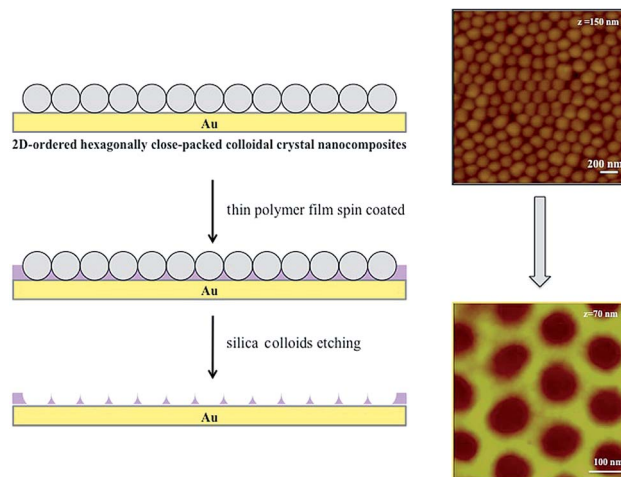 Au
2D-ordered hexagonally close-packed colloidal crystal nanocomposites
thin polymer film spin coated
Au
silica colloids etching
Au
z =150 nm
200 nm
z=70 nm
100 nm